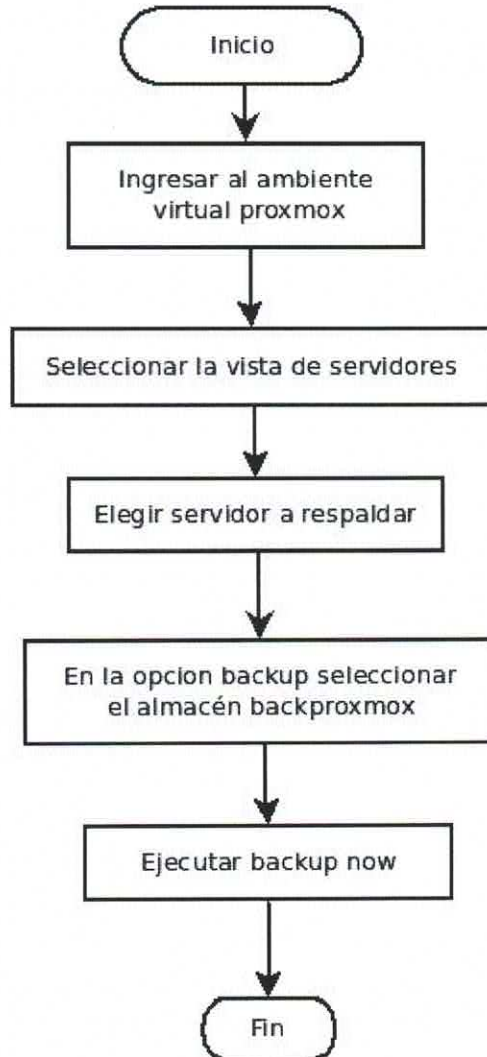 Inicio
Ingresar al ambiente
virtual proxmox
Seleccionar la vista de servidores
Elegir servidor a respaldar
En la opcion backup seleccionar
el almacén backproxmox
Ejecutar backup now
Fin